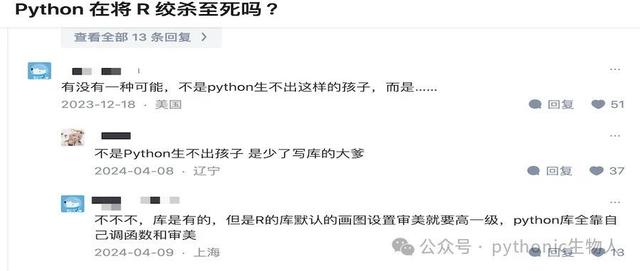 Python 在将 R 绞杀至死吗？
查看全部 13 条回复 >
...
有没有一种可能，不是python生不出这样的孩子，而是......
2023-12-18 · 美国 回复 51
...
不是Python生不出孩子 是少了写库的大爹
2024-04-08 · 辽宁 回复 37
...
不不不，库是有的，但是R的库默认的画图设置审美就要高一级，python库全靠自
己调函数和审美
2024-04-09 · 上海 回复 13
公众号 · pythonic生物人